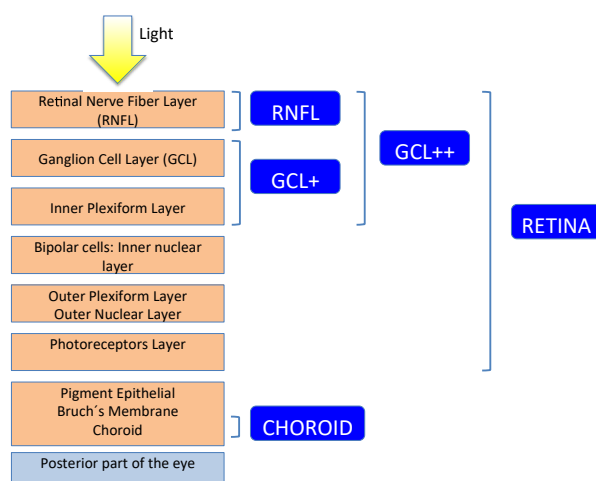 Light
Retinal Nerve Fiber Layer
(RNFL)
RNFL
Ganglion Cell Layer (GCL)
GCL++
GCL+
Inner Plexiform Layer
RETINA
Bipolar cells: Inner nuclear
layer
Outer Plexiform Layer
Outer Nuclear Layer
Photoreceptors Layer
Pigment Epithelial
Bruch´s Membrane
Choroid
CHOROID
Posterior part of the eye